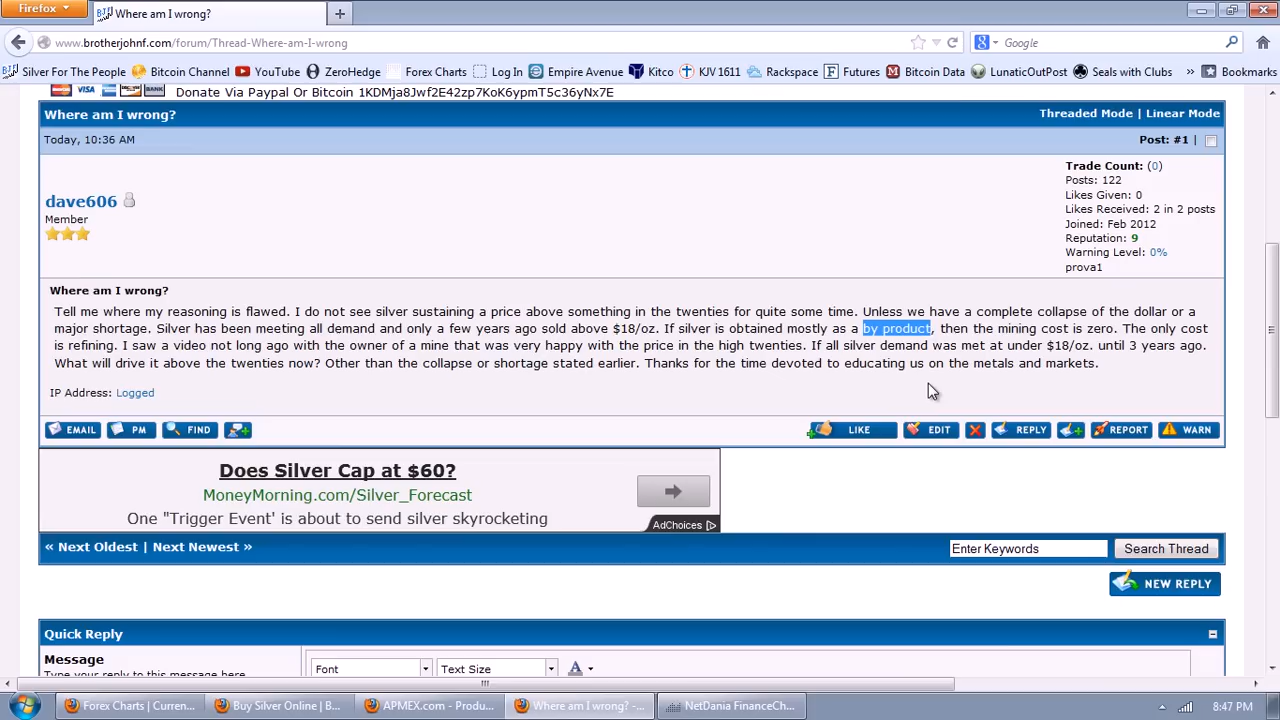 Firefox
Where am I wrong?
www.brotherjohnf.com/forum/Thread-Where-am-I-wrong
Google
Silver For The People
Bitcoin Channel
YouTube
ZeroHedge
Forex Charts
Log In
Empire Avenue
Kitco
KJV 1611
Rackspace
Futures
Bitcoin Data
LunaticOutPost
Seals with Clubs
Bookmarks
Donate Via Paypal Or Bitcoin 1KDMja8Jwf2E42zp7KoK6ypmT5c36yNx7E
Where am I wrong?
Threaded Mode | Linear Mode
Today, 10:36 AM
Post: #1 |
dave606
Member
Trade Count: (0)
Posts: 122
Likes Given: 0
Likes Received: 2 in 2 posts
Joined: Feb 2012
Reputation: 9
Warning Level: 0%
prova1
Where am I wrong?
Tell me where my reasoning is flawed. I do not see silver sustaining a price above something in the twenties for quite some time. Unless we have a complete collapse of the dollar or a
major shortage. Silver has been meeting all demand and only a few years ago sold above $18/oz. If silver is obtained mostly as a by product, then the mining cost is zero. The only cost
is refining. I saw a video not long ago with the owner of a mine that was very happy with the price in the high twenties. If all silver demand was met at under $18/oz. until 3 years ago.
What will drive it above the twenties now? Other than the collapse or shortage stated earlier. Thanks for the time devoted to educating us on the metals and markets.
IP Address: Logged
EMAIL
PM
FIND
LIKE
EDIT
REPLY
REPORT
WARN
Does Silver Cap at $60?
MoneyMorning.com/Silver_Forecast
One "Trigger Event' is about to send silver skyrocketing
AdChoices
« Next Oldest | Next Newest »
Enter Keywords
Search Thread
NEW REPLY
Quick Reply
Message
Type your reply to this message here.
Font
Text Size
A
Forex Charts | Curren...
Buy Silver Online | B...
APMEX.com - Produ...
Where am I wrong? -...
NetDania FinanceCh...
8:47 PM